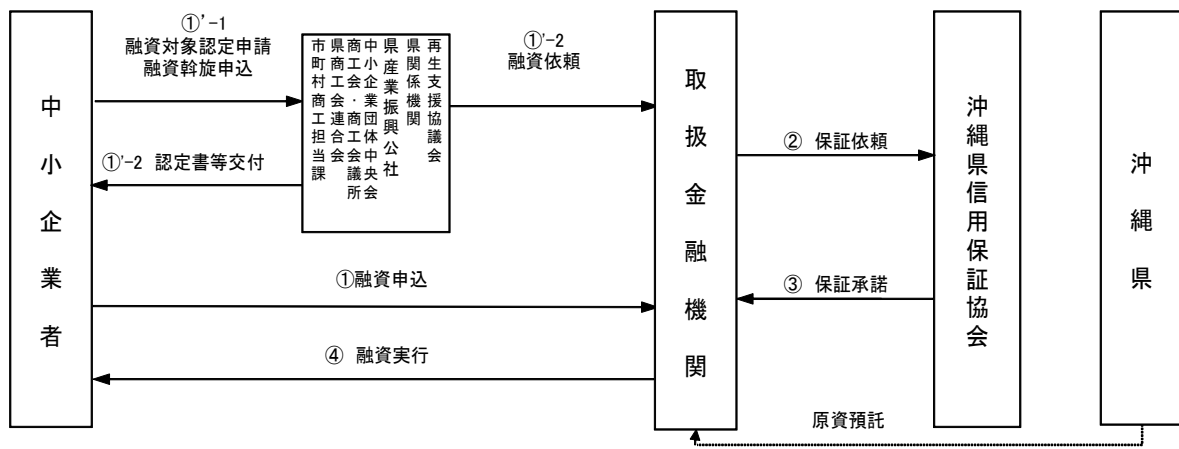 中小企業者
①'-1
融資対象認定申請
融資斡旋申込
①'-2 認定書等交付
再生支援協議会
県関係機関
県産業振興公社
中小企業団体中央会
商工会・商工会議所
県商工会連合会
市町村商工担当課
①'-2
融資依頼
①融資申込
④ 融資実行
取扱金融機関
② 保証依頼
③ 保証承諾
沖縄県信用保証協会
沖縄県
原資預託